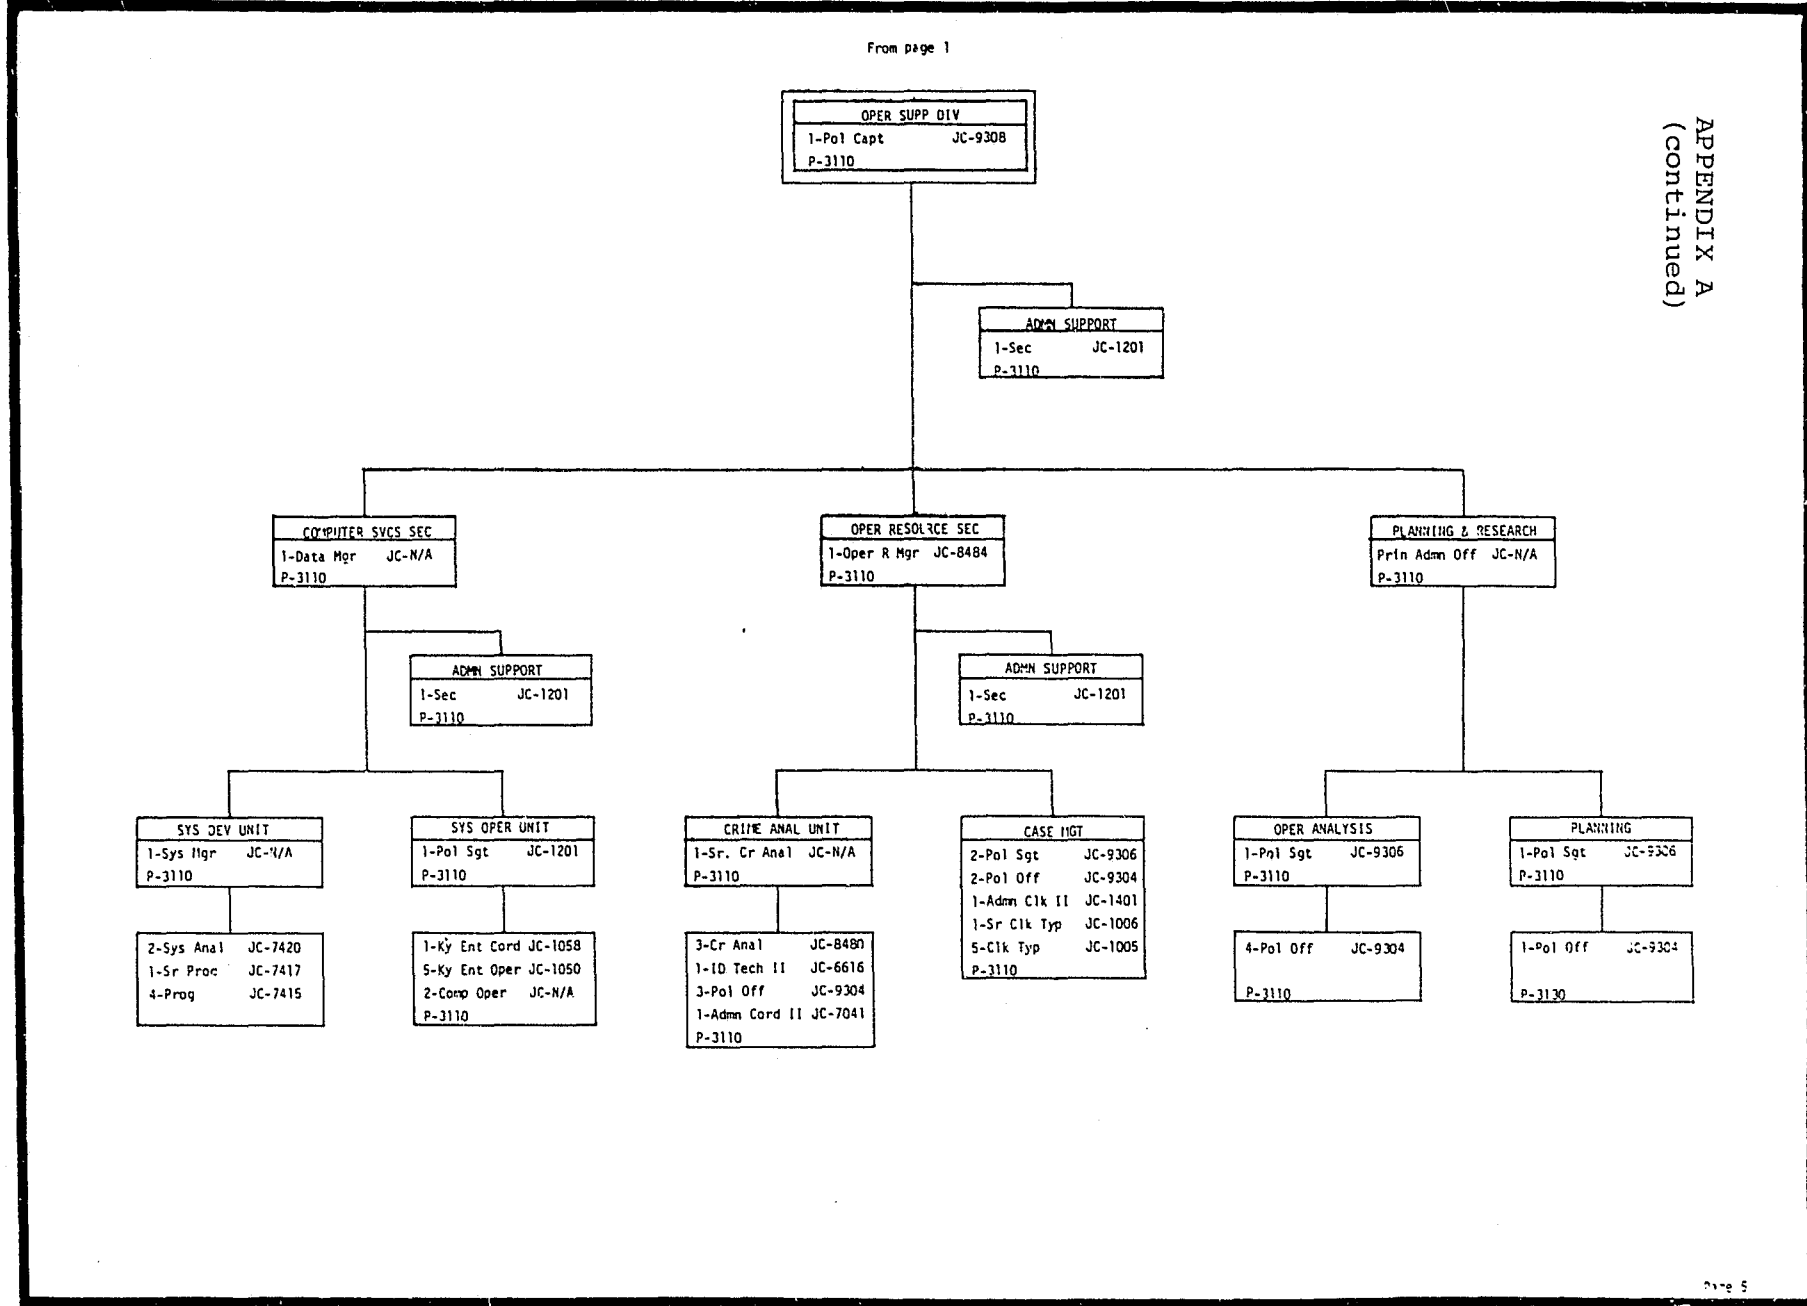 From page 1
APPENDIX A
(continued)
OPER SUPP DIV
1-Pol Capt JC-9308
P-3110
ADMN SUPPORT
1-Sec JC-1201
P-3110
COMPUTER SVCS SEC
1-Data Mgr JC-N/A
P-3110
OPER RESOURCE SEC
1-Oper R Mgr JC-8484
P-3110
PLANNING & RESEARCH
Prin Admn Off JC-N/A
P-3110
ADMN SUPPORT
1-Sec JC-1201
P-3110
ADMN SUPPORT
1-Sec JC-1201
P-3110
SYS DEV UNIT
1-Sys Mgr JC-N/A
P-3110
2-Sys Anal JC-7420
1-Sr Prog JC-7417
4-Prog JC-7415
SYS OPER UNIT
1-Pol Sgt JC-1201
P-3110
1-Ky Ent Cord JC-1058
5-Ky Ent Oper JC-1050
2-Comp Oper JC-N/A
P-3110
CRIME ANAL UNIT
1-Sr. Cr Anal JC-N/A
P-3110
3-Cr Anal JC-8480
1-ID Tech II JC-6616
3-Pol Off JC-9304
1-Admn Cord II JC-7041
P-3110
CASE MGT
2-Pol Sgt JC-9306
2-Pol Off JC-9304
1-Admn Clk II JC-1401
1-Sr Clk Typ JC-1006
5-Clk Typ JC-1005
P-3110
OPER ANALYSIS
1-Pol Sgt JC-9306
P-3110
4-Pol Off JC-9304
P-3110
PLANNING
1-Pol Sgt JC-9306
P-3110
1-Pol Off JC-9304
P-3130
Page 5